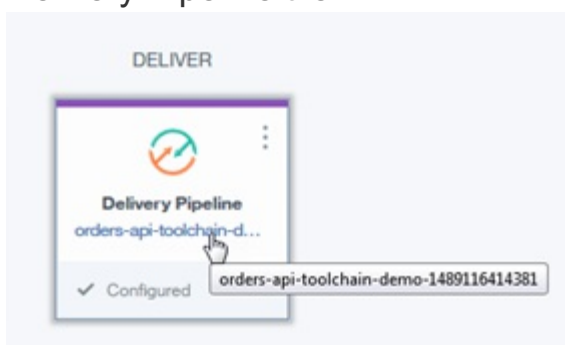 DELIVER
Delivery Pipeline
orders-api-toolchain-d...
orders-api-toolchain-demo-1489116414381
Configured